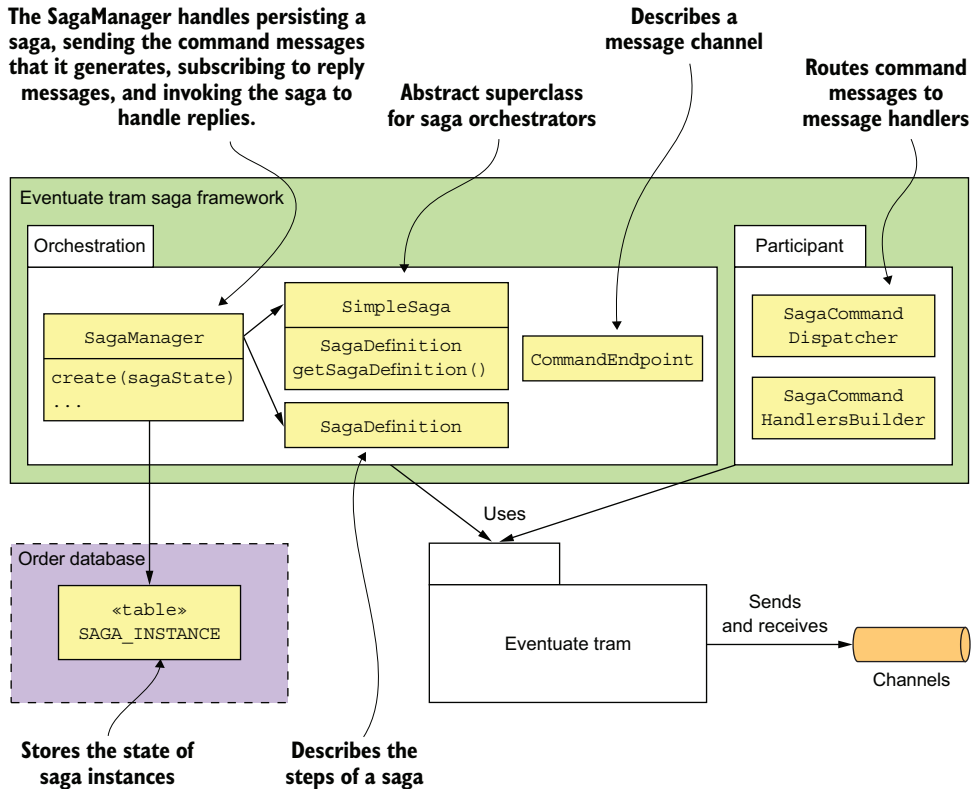 The SagaManager handles persisting a
saga, sending the command messages
that it generates, subscribing to reply
messages, and invoking the saga to
handle replies.
Abstract superclass
for saga orchestrators
Describes a
message channel
Routes command
messages to
message handlers
Eventuate tram saga framework
Orchestration
Participant
SagaManager
create(sagaState)
...
SimpleSaga
SagaDefinition
getSagaDefinition()
SagaDefinition
CommandEndpoint
SagaCommand
Dispatcher
SagaCommand
HandlersBuilder
Uses
Order database
«table»
SAGA_INSTANCE
Eventuate tram
Sends
and receives
Channels
Stores the state of
saga instances
Describes the
steps of a saga